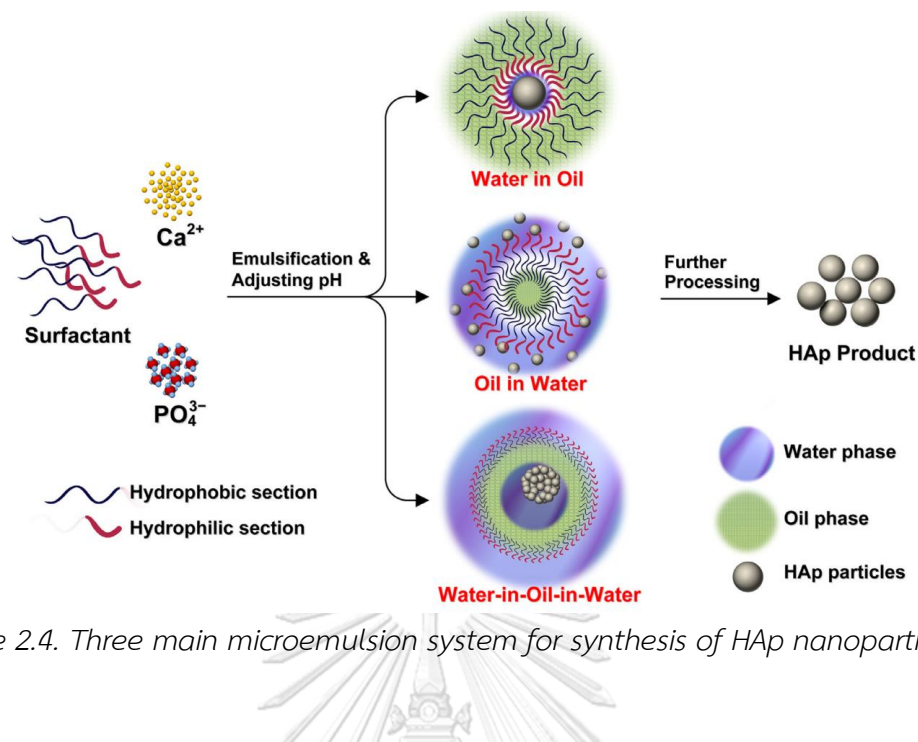 Water in Oil
Ca²⁺
Emulsification &
Adjusting pH
Further
Processing
Surfactant
HAp Product
Oil in Water
PO₄³⁻
Water phase
Hydrophobic section
Oil phase
Hydrophilic section
HAp particles
Water-in-Oil-in-Water
2.4. Three main microemulsion system for synthesis of HAp